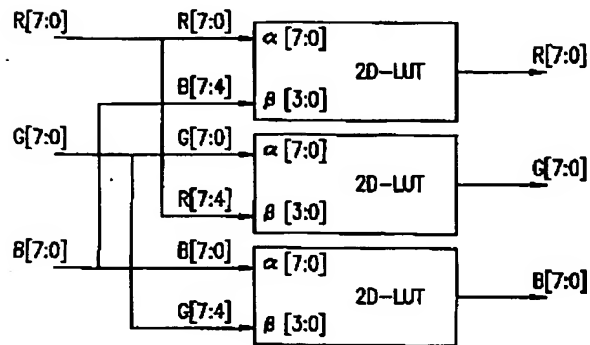 R[7:0] R[7:0] α [7:0] 2D-LUT R[7:0]
B[7:4] β [3:0]
G[7:0] G[7:0] α [7:0] 2D-LUT G[7:0]
R[7:4] β [3:0]
B[7:0] B[7:0] α [7:0] 2D-LUT B[7:0]
G[7:4] β [3:0]